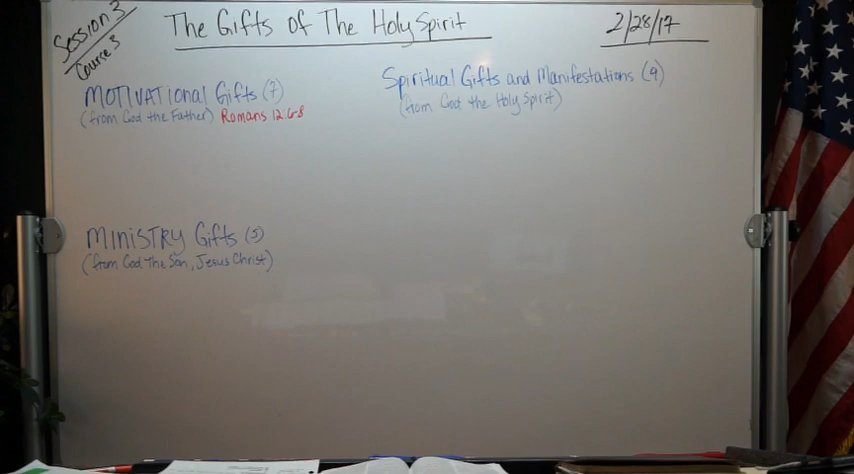 Session 3
Course 3
The Gifts of The Holy Spirit
2/28/17
MOTIVATIONAL Gifts (7)
(from God the Father) Romans 12:6-8
Spiritual Gifts and Manifestations (9)
(from God the Holy Spirit)
MINISTRY Gifts (5)
(from God The Son, Jesus Christ)